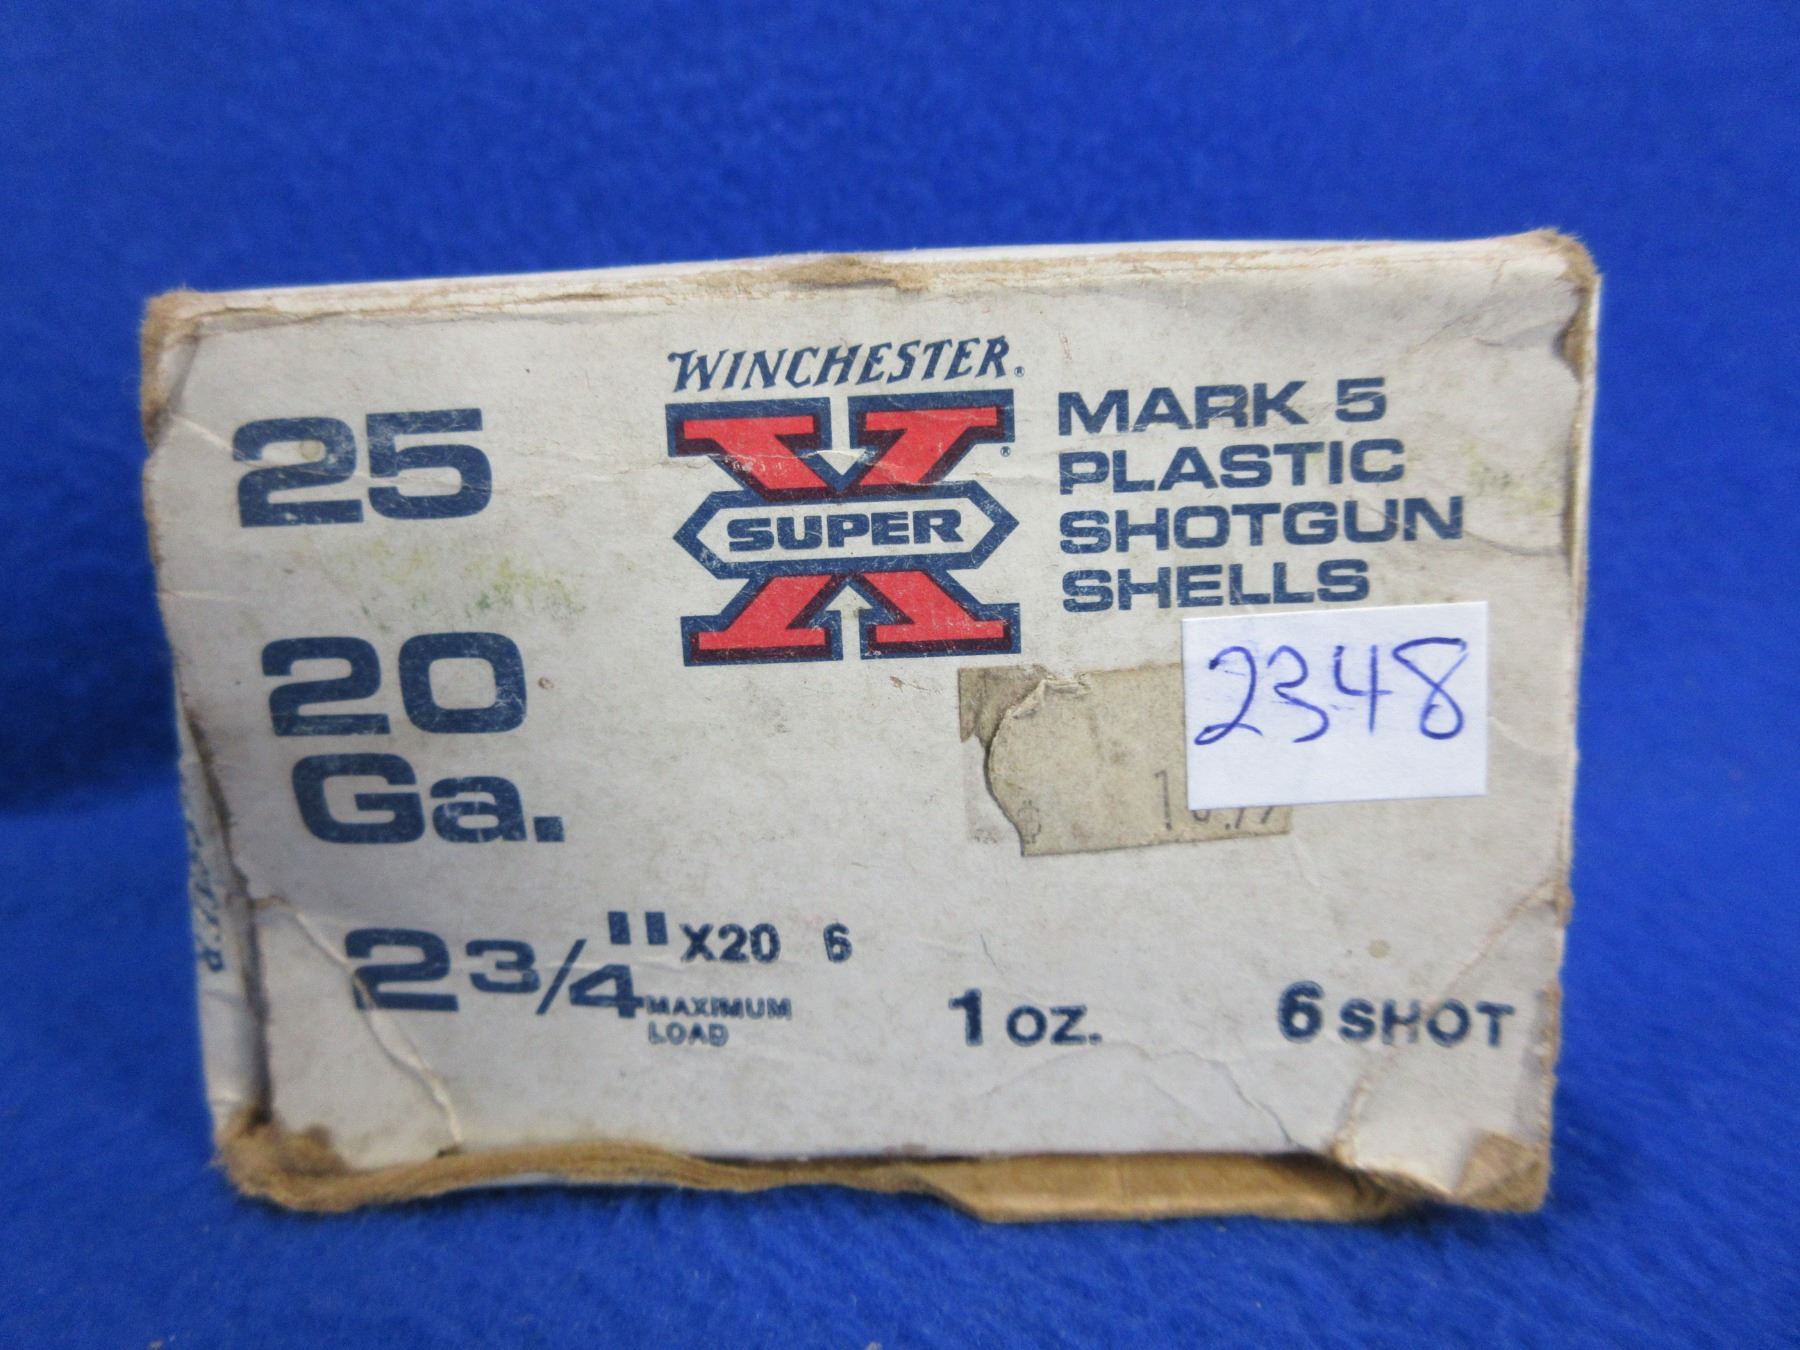 25
20
Ga.
2 3/4" X20 6
MAXIMUM
LOAD
WINCHESTER®
X®
SUPER
MARK 5
PLASTIC
SHOTGUN
SHELLS
2348
$
1 oz.
6 SHOT